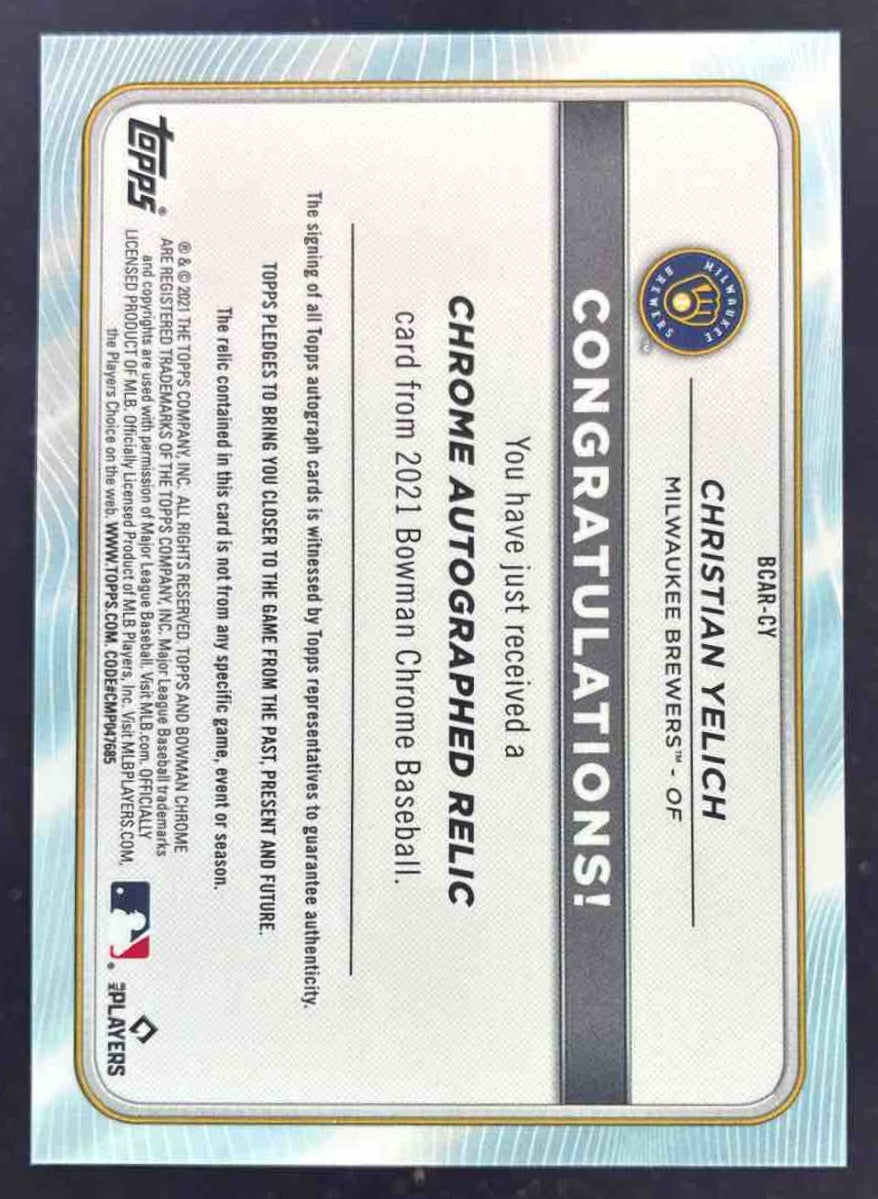 BCAR-CY
CHRISTIAN YELICH
MILWAUKEE BREWERS™ - OF
MILWAUKEE
BREWERS
CONGRATULATIONS!
You have just received a
CHROME AUTOGRAPHED RELIC
card from 2021 Bowman Chrome Baseball.
The signing of all Topps autograph cards is witnessed by Topps representatives to guarantee authenticity.
TOPPS PLEDGES TO BRING YOU CLOSER TO THE GAME FROM THE PAST, PRESENT AND FUTURE.
The relic contained in this card is not from any specific game, event or season.
topps®
® & © 2021 THE TOPPS COMPANY, INC. ALL RIGHTS RESERVED. TOPPS AND BOWMAN CHROME
ARE REGISTERED TRADEMARKS OF THE TOPPS COMPANY, INC. Major League Baseball trademarks
and copyrights are used with permission of Major League Baseball. Visit MLB.com. OFFICIALLY
LICENSED PRODUCT OF MLB. Officially Licensed Product of MLB Players, Inc. Visit MLBPLAYERS.COM,
the Players Choice on the web. WWW.TOPPS.COM. CODE#CMP047685
MLB PLAYERS